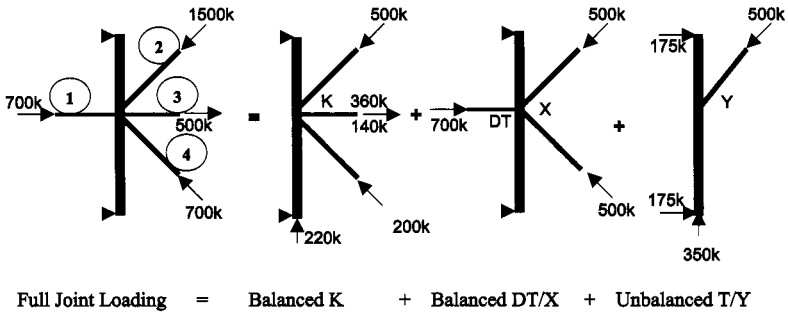 1500k
500k
500k
500k
2
175k
1
3
K
360k
Y
700k
500k
=
140k
+
700k
DT
X
+
4
175k
700k
200k
500k
220k
350k
Full Joint Loading = Balanced K + Balanced DT/X + Unbalanced T/Y